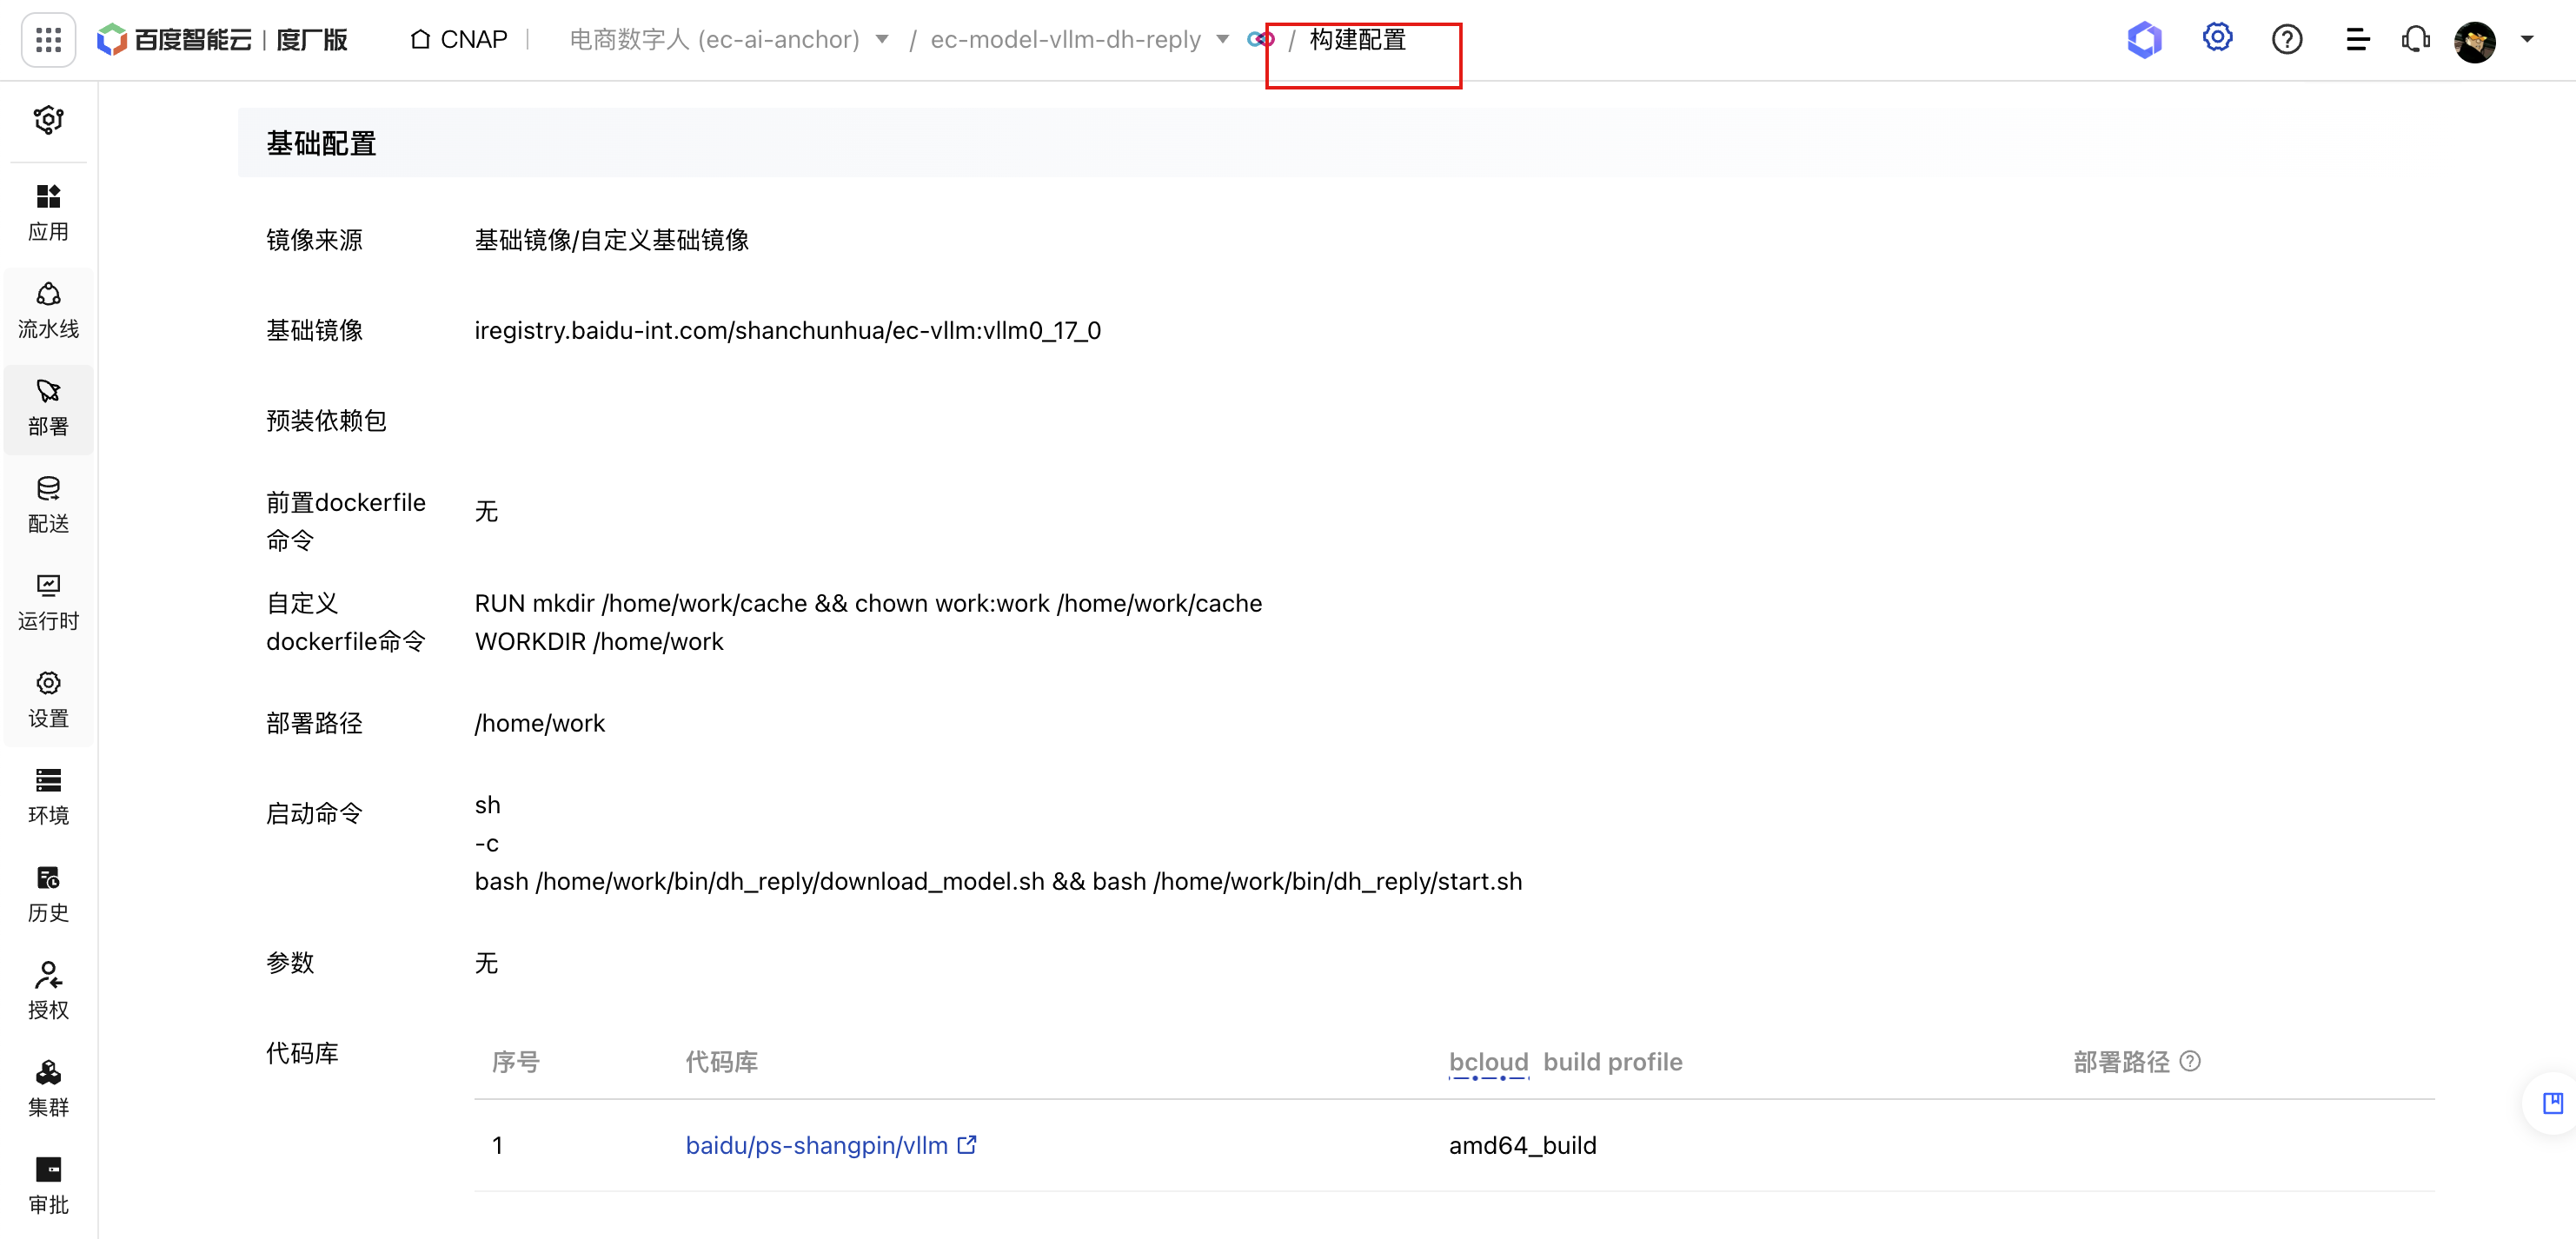 百度智能云 | 度厂版 CNAP | 电商数字人 (ec-ai-anchor) / ec-model-vllm-dh-reply / 构建配置
应用
流水线
部署
配送
运行时
设置
环境
历史
授权
集群
审批
基础配置
镜像来源 基础镜像/自定义基础镜像
基础镜像 iregistry.baidu-int.com/shanchunhua/ec-vllm:vllm0_17_0
预装依赖包
前置dockerfile
命令
无
自定义
dockerfile命令
RUN mkdir /home/work/cache && chown work:work /home/work/cache
WORKDIR /home/work
部署路径 /home/work
启动命令
sh
-c
bash /home/work/bin/dh_reply/download_model.sh && bash /home/work/bin/dh_reply/start.sh
参数 无
代码库
序号 代码库 bcloud build profile 部署路径
1 baidu/ps-shangpin/vllm amd64_build